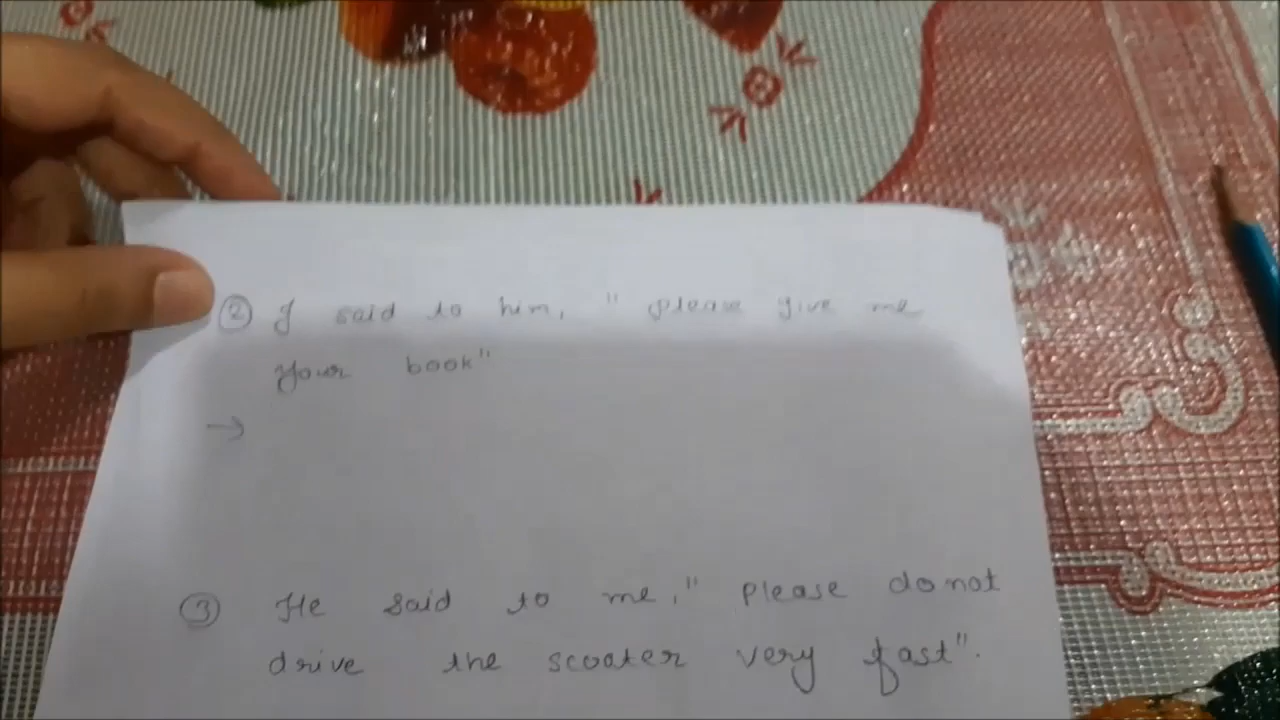 ② I said to him, " please give me
your book"
→
③ He said to me," please do not
drive the scooter very fast".